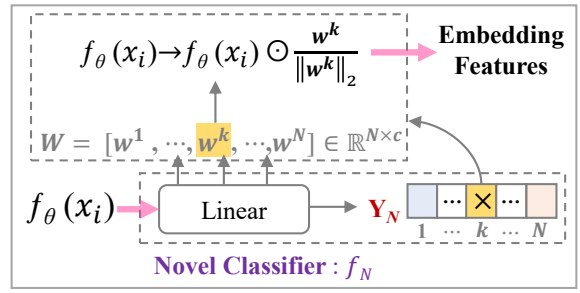 f_θ(x_i)→f_θ(x_i) ⊙ w^k / ‖w^k‖_2
Embedding
Features
W = [w^1 , ⋯, w^k, ⋯,w^N] ∈ ℝ^{N×c}
f_θ(x_i)
Linear
Y_N
⋯ × ⋯
1 ⋯ k ⋯ N
Novel Classifier : f_N